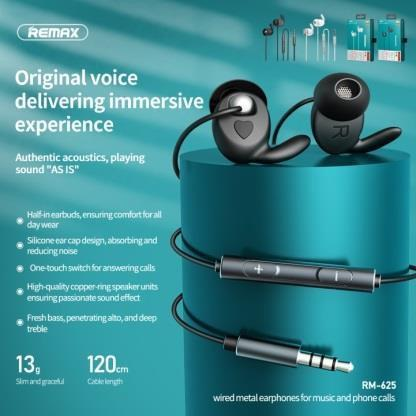 REMAX
Original voice
delivering immersive
experience
Authentic acoustics, playing
sound "AS IS"
Half-in earbuds, ensuring comfort for all
day wear
Silicone ear cap design, absorbing and
reducing noise
One-touch switch for answering calls
High-quality copper-ring speaker units
ensuring passionate sound effect
Fresh bass, penetrating alto, and deep
treble
13g
Slim and graceful
120cm
Cable length
R
+
−
RM-625
wired metal earphones for music and phone calls